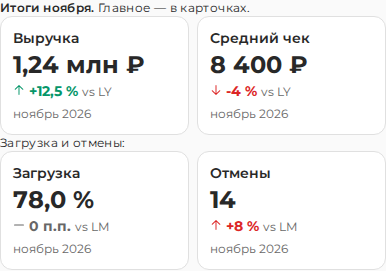 Итоги ноября. Главное — в карточках.
Выручка
1,24 млн ₽
↑ +12,5 % vs LY
ноябрь 2026
Средний чек
8 400 ₽
↓ -4 % vs LY
ноябрь 2026
Загрузка и отмены:
Загрузка
78,0 %
— 0 п.п. vs LM
ноябрь 2026
Отмены
14
↑ +8 % vs LM
ноябрь 2026